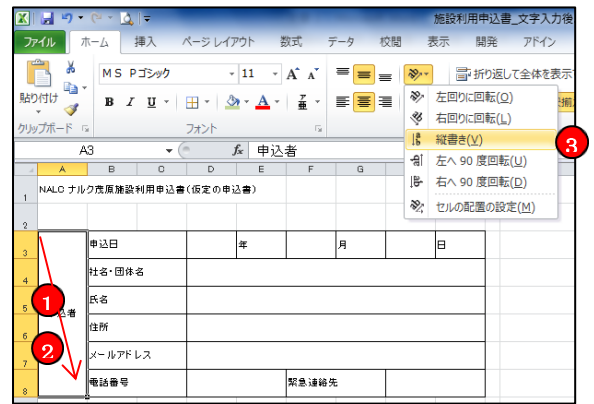 施設利用申込書_文字入力後
ファイル ホーム 挿入 ページレイアウト 数式 データ 校閲 表示 開発 アドイン
貼り付け
MS Pゴシック 11
折り返して全体を表示
B I U
クリップボード フォント
左回りに回転(O)
右回りに回転(L)
縦書き(V)
左へ 90 度回転(U)
右へ 90 度回転(D)
セルの配置の設定(M)
3
A3 fx 申込者
A B C D E F G
1 NALC ナルク茂原施設利用申込書(仮定の申込書)
2
3 申込日 年 月 日
4 社名・団体名
5 氏名
1
込者
6 住所
2
7 メールアドレス
8 電話番号 緊急連絡先